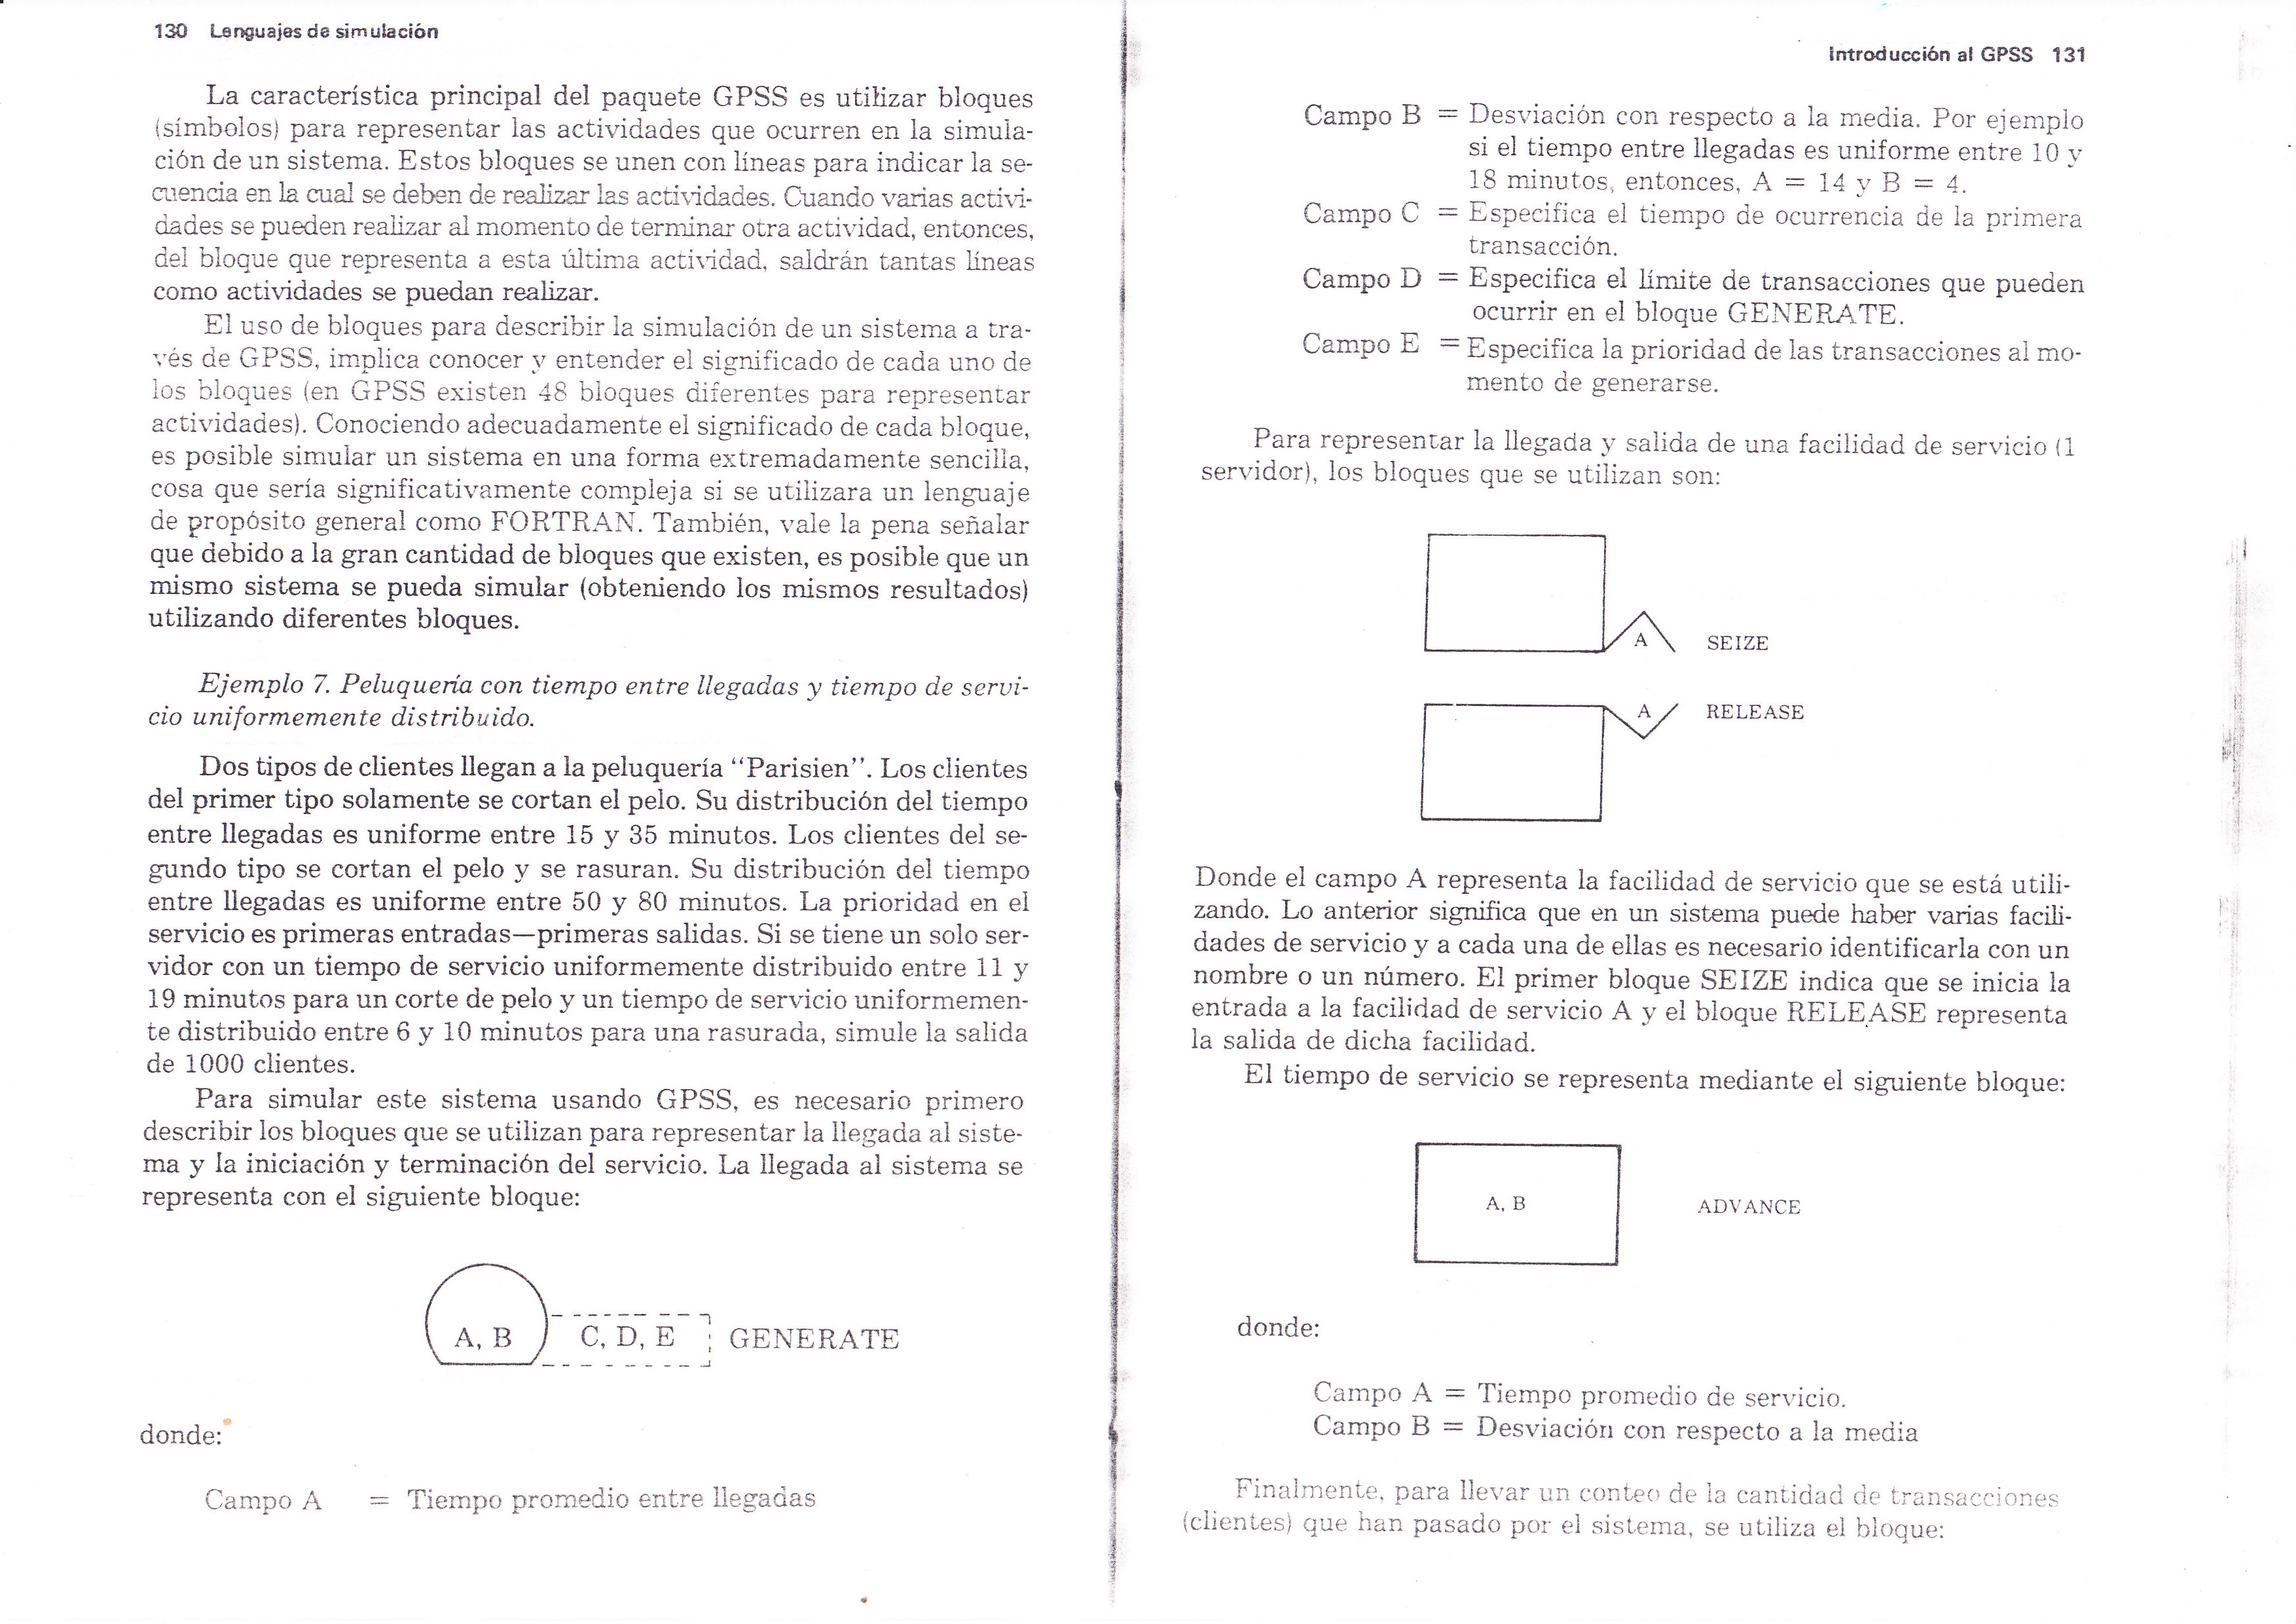 130 Lenguajes de simulación
La característica principal del paquete GPSS es utilizar bloques
(símbolos) para representar las actividades que ocurren en la simula-
ción de un sistema. Estos bloques se unen con líneas para indicar la se-
cuencia en la cual se deben de realizar las actividades. Cuando varias activi-
dades se pueden realizar al momento de terminar otra actividad, entonces,
del bloque que representa a esta última actividad, saldrán tantas líneas
como actividades se puedan realizar.
El uso de bloques para describir la simulación de un sistema a tra-
vés de GPSS, implica conocer y entender el significado de cada uno de
los bloques (en GPSS existen 48 bloques diferentes para representar
actividades). Conociendo adecuadamente el significado de cada bloque,
es posible simular un sistema en una forma extremadamente sencilla,
cosa que sería significativamente compleja si se utilizara un lenguaje
de propósito general como FORTRAN. También, vale la pena señalar
que debido a la gran cantidad de bloques que existen, es posible que un
mismo sistema se pueda simular (obteniendo los mismos resultados)
utilizando diferentes bloques.
Ejemplo 7. Peluquería con tiempo entre llegadas y tiempo de servi-
cio uniformemente distribuido.
Dos tipos de clientes llegan a la peluquería “Parisien”. Los clientes
del primer tipo solamente se cortan el pelo. Su distribución del tiempo
entre llegadas es uniforme entre 15 y 35 minutos. Los clientes del se-
gundo tipo se cortan el pelo y se rasuran. Su distribución del tiempo
entre llegadas es uniforme entre 50 y 80 minutos. La prioridad en el
servicio es primeras entradas—primeras salidas. Si se tiene un solo ser-
vidor con un tiempo de servicio uniformemente distribuido entre 11 y
19 minutos para un corte de pelo y un tiempo de servicio uniformemen-
te distribuido entre 6 y 10 minutos para una rasurada, simule la salida
de 1000 clientes.
Para simular este sistema usando GPSS, es necesario primero
describir los bloques que se utilizan para representar la llegada al siste-
ma y la iniciación y terminación del servicio. La llegada al sistema se
representa con el siguiente bloque:
A, B C, D, E GENERATE
donde:
Campo A = Tiempo promedio entre llegadas
Introducción al GPSS 131
Campo B = Desviación con respecto a la media. Por ejemplo
si el tiempo entre llegadas es uniforme entre 10 y
18 minutos, entonces, A = 14 y B = 4.
Campo C = Especifica el tiempo de ocurrencia de la primera
transacción.
Campo D = Especifica el límite de transacciones que pueden
ocurrir en el bloque GENERATE.
Campo E = Especifica la prioridad de las transacciones al mo-
mento de generarse.
Para representar la llegada y salida de una facilidad de servicio (1
servidor), los bloques que se utilizan son:
A SEIZE
A RELEASE
Donde el campo A representa la facilidad de servicio que se está utili-
zando. Lo anterior significa que en un sistema puede haber varias facili-
dades de servicio y a cada una de ellas es necesario identificarla con un
nombre o un número. El primer bloque SEIZE indica que se inicia la
entrada a la facilidad de servicio A y el bloque RELEASE representa
la salida de dicha facilidad.
El tiempo de servicio se representa mediante el siguiente bloque:
A, B ADVANCE
donde:
Campo A = Tiempo promedio de servicio.
Campo B = Desviación con respecto a la media
Finalmente, para llevar un conteo de la cantidad de transacciones
(clientes) que han pasado por el sistema, se utiliza el bloque: